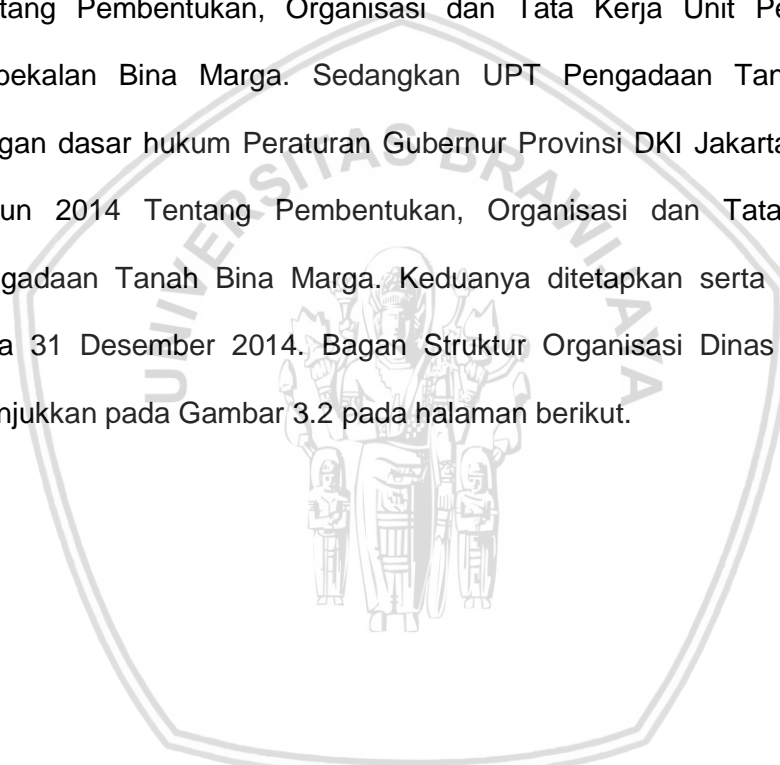 tang Pembentukan, Organisasi dan Tata Kerja Unit Pe
bekalan Bina Marga. Sedangkan UPT Pengadaan Tan
gan dasar hukum Peraturan Gubernur Provinsi DKI Jakarta
un 2014 Tentang Pembentukan, Organisasi dan Tata
gadaan Tanah Bina Marga. Keduanya ditetapkan serta
a 31 Desember 2014. Bagan Struktur Organisasi Dinas
njukkan pada Gambar 3.2 pada halaman berikut.
UNIVERSITAS BRAWIJAYA